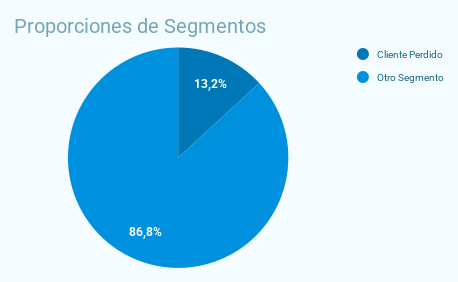 Proporciones de Segmentos
Cliente Perdido
Otro Segmento
13,2%
86,8%